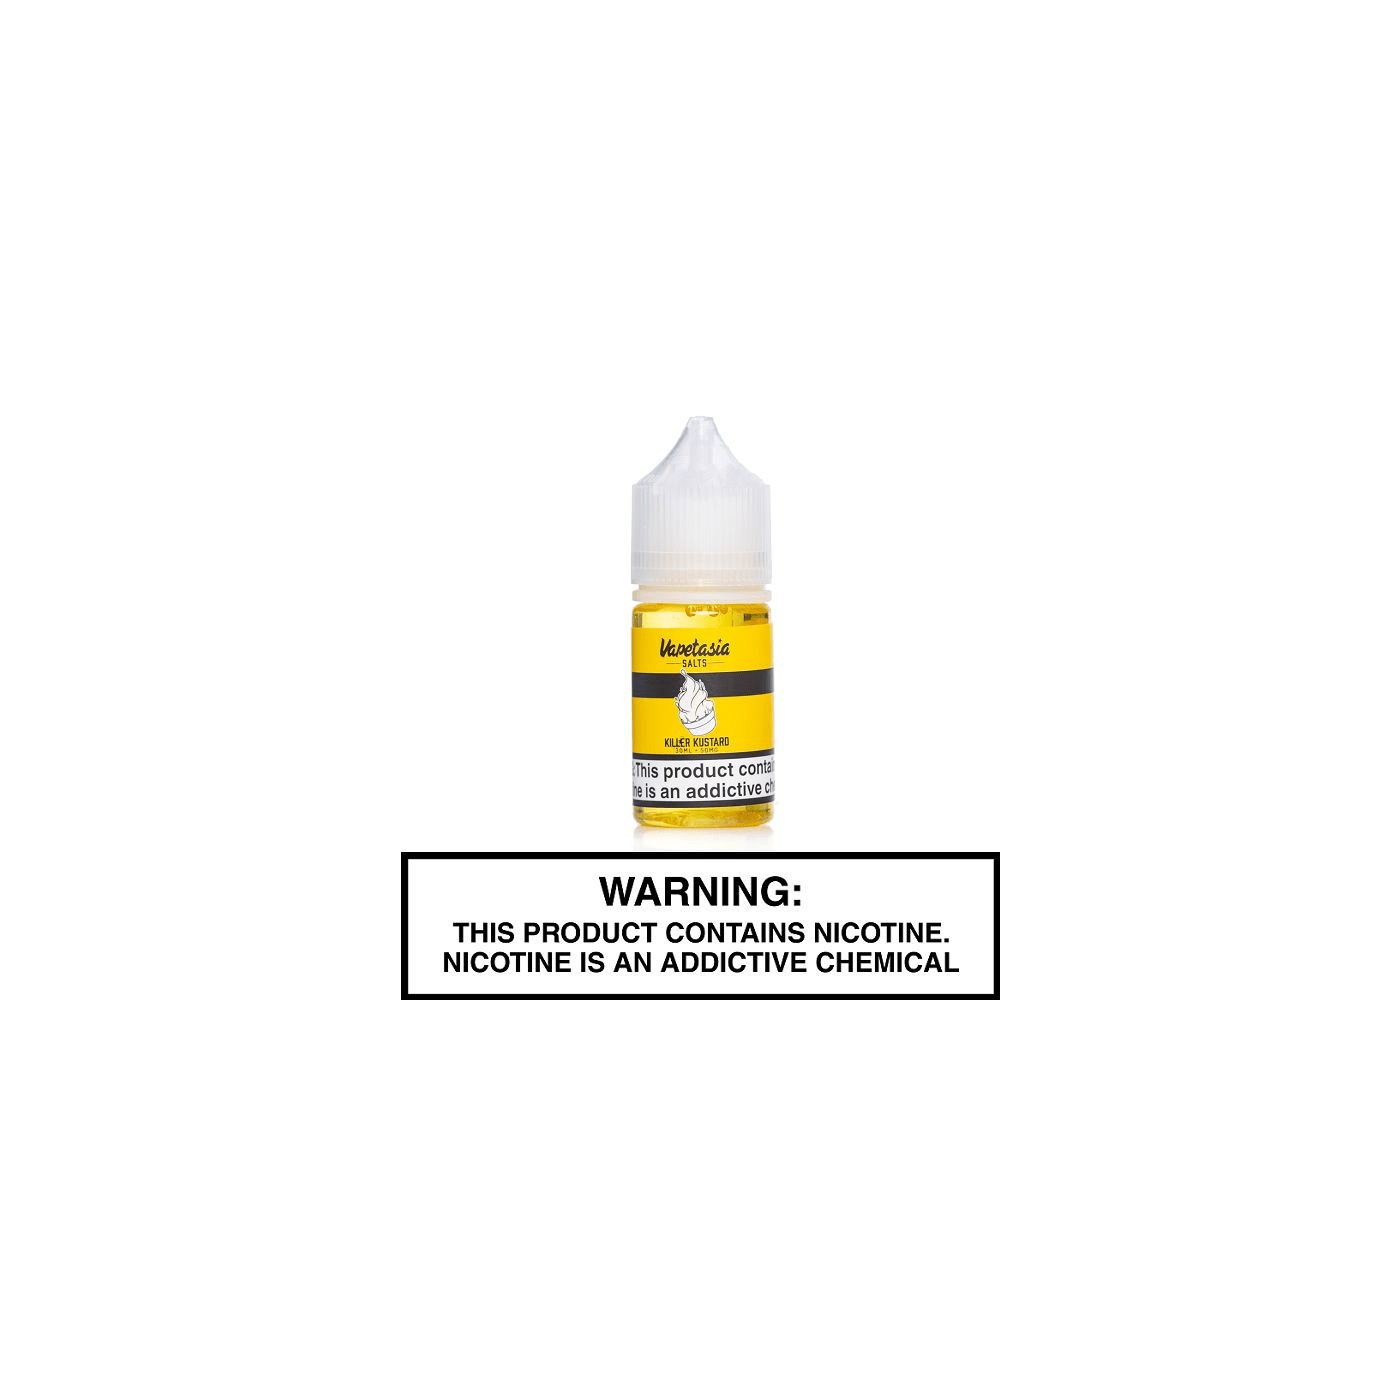 Vapetasia
SALTS
KILLER KUSTARD
30ML - 50MG
:This product contai
ne is an addictive che
WARNING:
THIS PRODUCT CONTAINS NICOTINE.
NICOTINE IS AN ADDICTIVE CHEMICAL